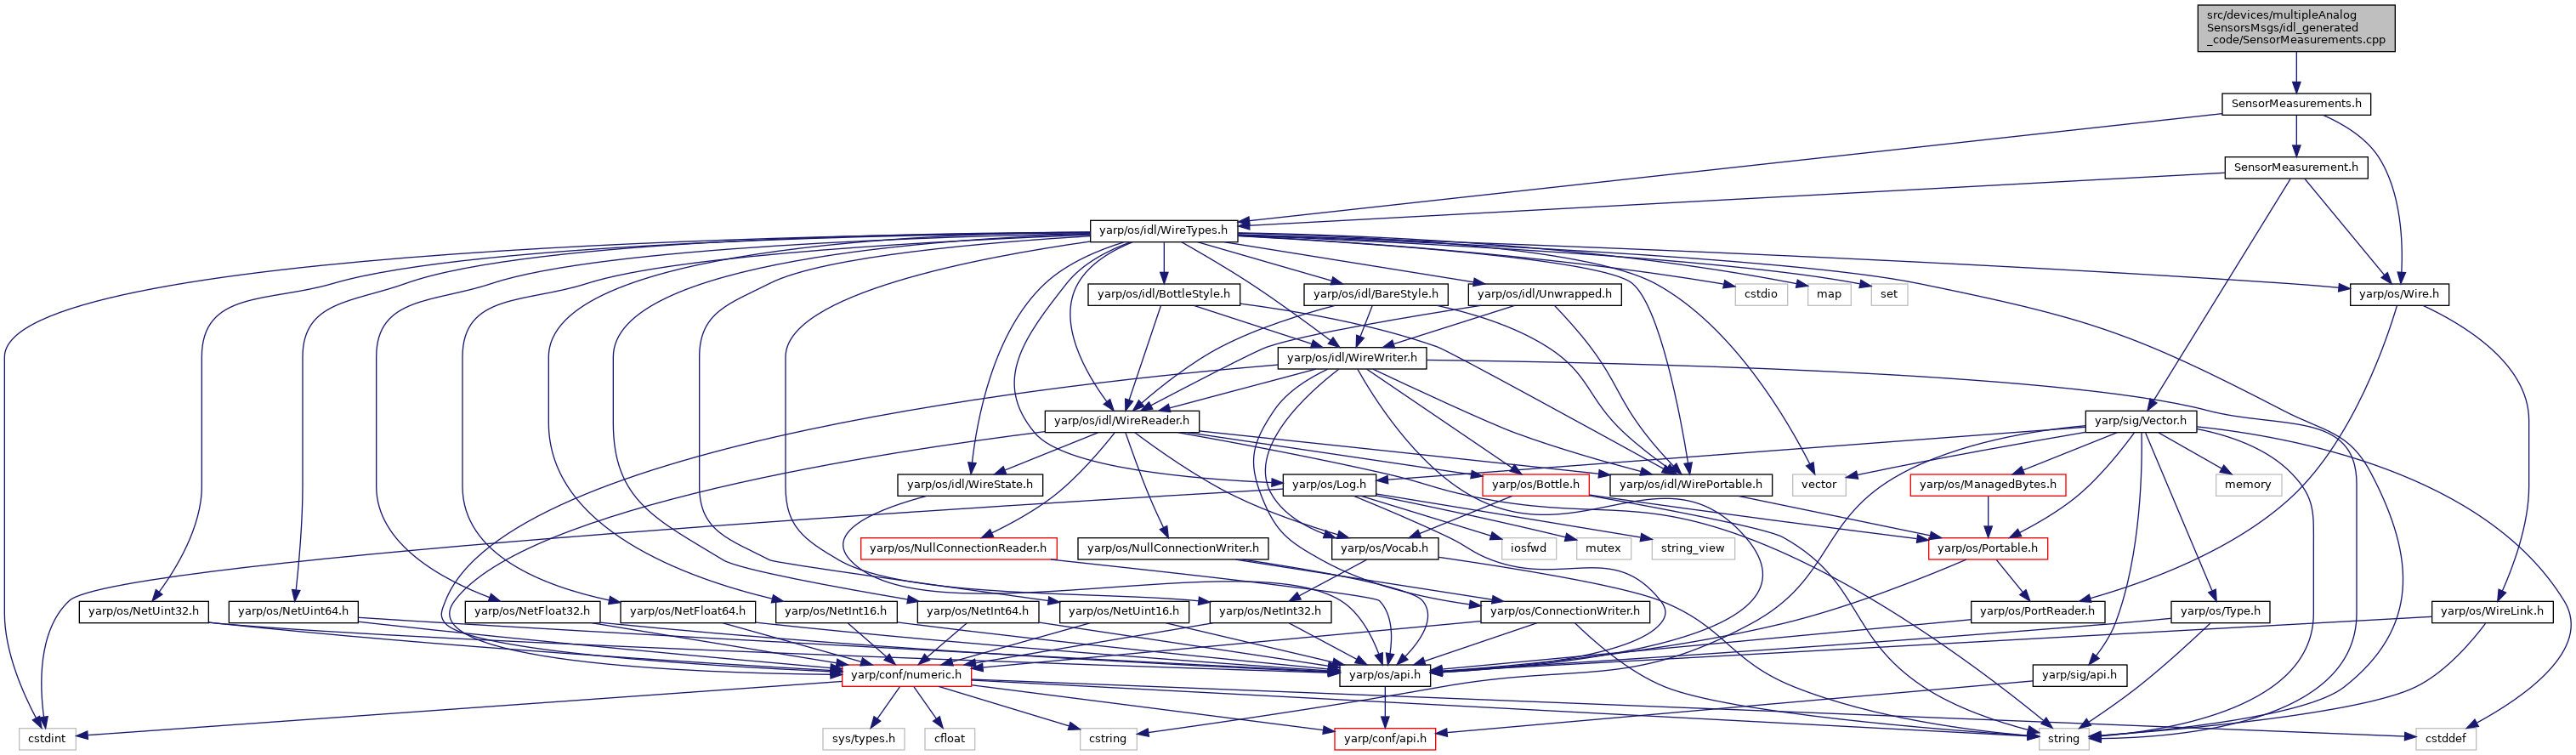 src/devices/multipleAnalog
SensorsMsgs/idl_generated
_code/SensorMeasurements.cpp
SensorMeasurements.h
SensorMeasurement.h
yarp/os/idl/WireTypes.h
yarp/os/idl/BottleStyle.h
yarp/os/idl/BareStyle.h
yarp/os/idl/Unwrapped.h
cstdio
map
set
yarp/os/Wire.h
yarp/os/idl/WireWriter.h
yarp/os/idl/WireReader.h
yarp/sig/Vector.h
yarp/os/idl/WireState.h
yarp/os/Log.h
yarp/os/Bottle.h
yarp/os/idl/WirePortable.h
vector
yarp/os/ManagedBytes.h
memory
yarp/os/NullConnectionReader.h
yarp/os/NullConnectionWriter.h
yarp/os/Vocab.h
iosfwd
mutex
string_view
yarp/os/Portable.h
yarp/os/NetUint32.h
yarp/os/NetUint64.h
yarp/os/NetFloat32.h
yarp/os/NetFloat64.h
yarp/os/NetInt16.h
yarp/os/NetInt64.h
yarp/os/NetUint16.h
yarp/os/NetInt32.h
yarp/os/ConnectionWriter.h
yarp/os/PortReader.h
yarp/os/Type.h
yarp/os/WireLink.h
yarp/conf/numeric.h
yarp/os/api.h
yarp/sig/api.h
cstdint
sys/types.h
cfloat
cstring
yarp/conf/api.h
string
cstddef